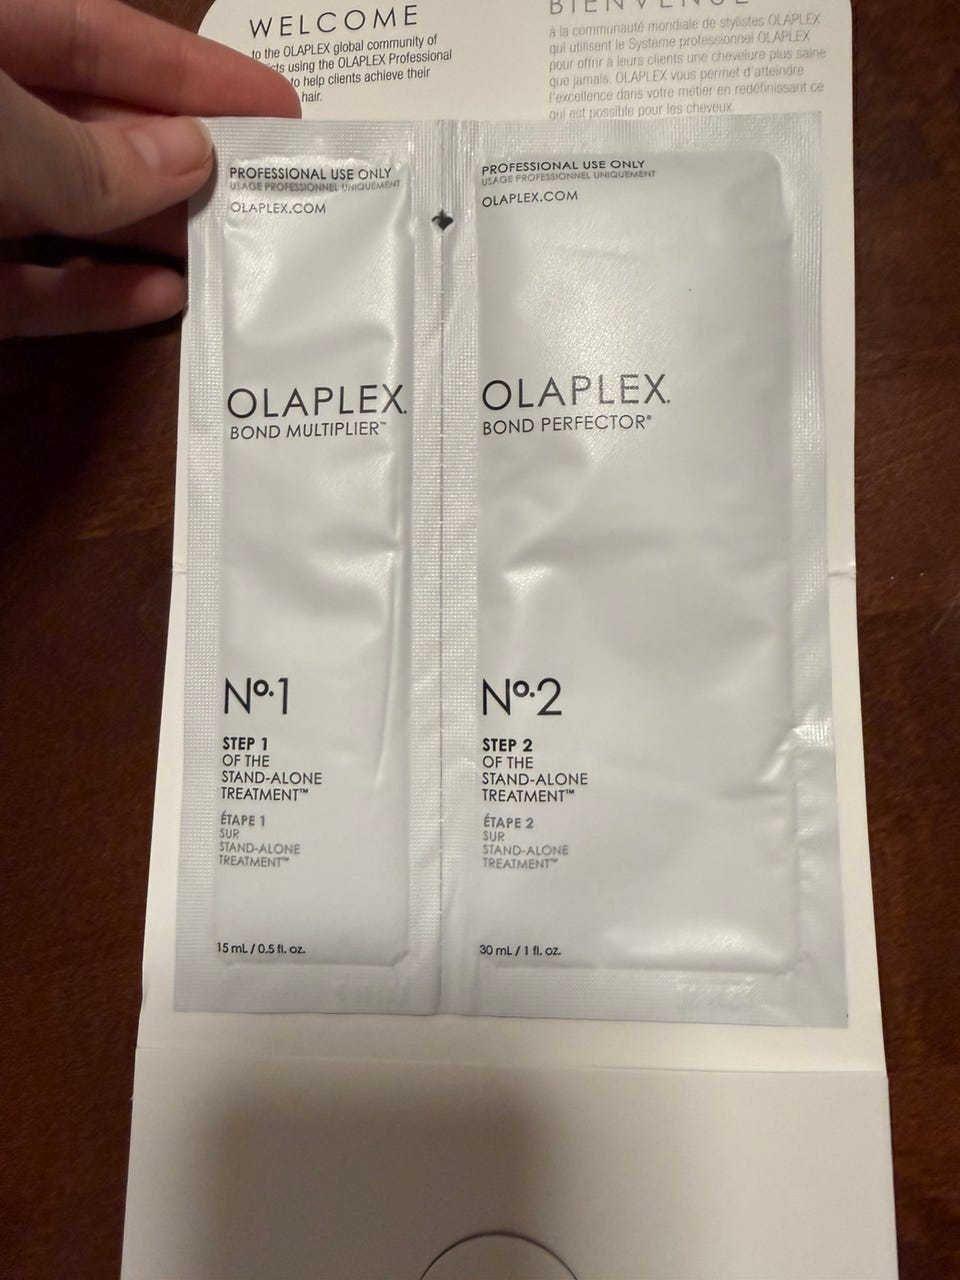 WELCOME
to the OLAPLEX global community of
using the OLAPLEX Professional
to help clients achieve their
hair.
BIENVENUE
à la communauté mondiale de stylistes OLAPLEX
qui utilisent le Système professionnel OLAPLEX
pour offrir à leurs clients une chevelure plus saine
que jamais. OLAPLEX vous permet d'atteindre
l'excellence dans votre métier en redéfinissant ce
qui est possible pour les cheveux.
PROFESSIONAL USE ONLY
USAGE PROFESSIONNEL UNIQUEMENT
OLAPLEX.COM
OLAPLEX.
BOND MULTIPLIER™
Nº.1
STEP 1
OF THE
STAND-ALONE
TREATMENT™
ÉTAPE 1
SUR
STAND-ALONE
TREATMENT™
15 mL / 0.5 fl. oz.
PROFESSIONAL USE ONLY
USAGE PROFESSIONNEL UNIQUEMENT
OLAPLEX.COM
OLAPLEX.
BOND PERFECTOR®
Nº.2
STEP 2
OF THE
STAND-ALONE
TREATMENT™
ÉTAPE 2
SUR
STAND-ALONE
TREATMENT™
30 mL / 1 fl. oz.